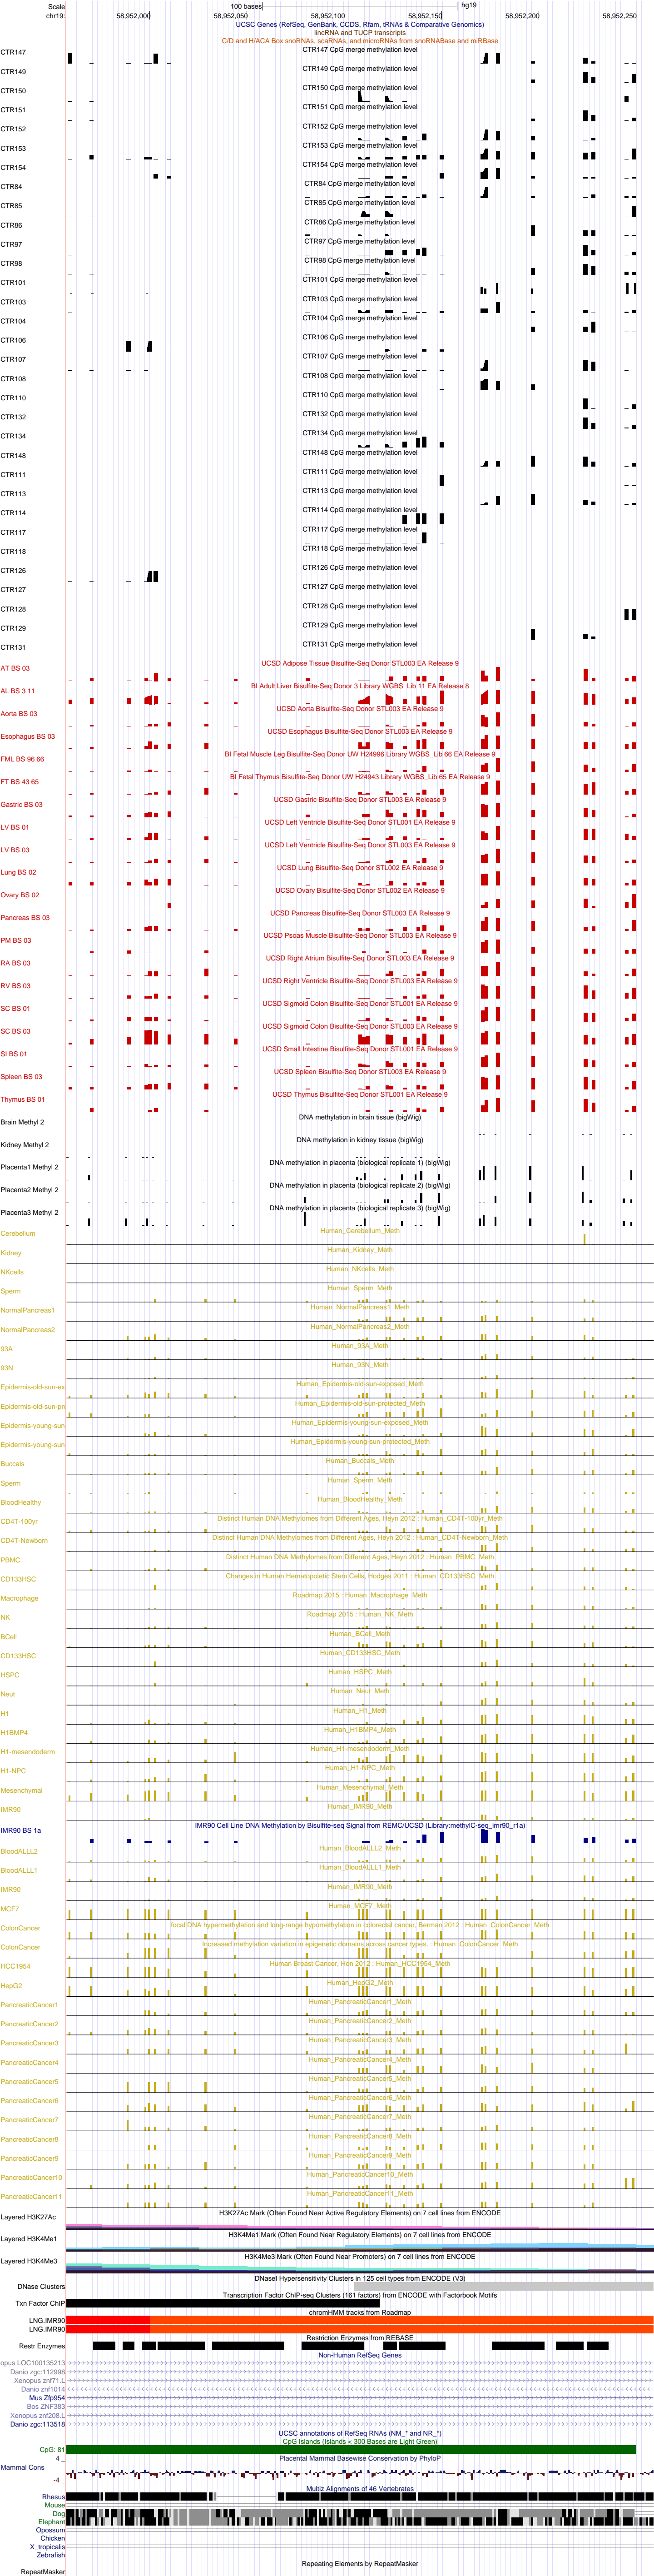 Scale 100 bases hg19
chr19: 58,952,000 58,952,050 58,952,100 58,952,150 58,952,200 58,952,250
UCSC Genes (RefSeq, GenBank, CCDS, Rfam, tRNAs & Comparative Genomics)
lincRNA and TUCP transcripts
C/D and H/ACA Box snoRNAs, scaRNAs, and microRNAs from snoRNABase and miRBase
CTR147 CpG merge methylation level
CTR147
CTR149 CpG merge methylation level
CTR149
CTR150 CpG merge methylation level
CTR150
CTR151 CpG merge methylation level
CTR151
CTR152 CpG merge methylation level
CTR152
CTR153 CpG merge methylation level
CTR153
CTR154 CpG merge methylation level
CTR154
CTR84 CpG merge methylation level
CTR84
CTR85 CpG merge methylation level
CTR85
CTR86 CpG merge methylation level
CTR86
CTR97 CpG merge methylation level
CTR97
CTR98 CpG merge methylation level
CTR98
CTR101 CpG merge methylation level
CTR101
CTR103 CpG merge methylation level
CTR103
CTR104 CpG merge methylation level
CTR104
CTR106 CpG merge methylation level
CTR106
CTR107 CpG merge methylation level
CTR107
CTR108 CpG merge methylation level
CTR108
CTR110 CpG merge methylation level
CTR110
CTR132 CpG merge methylation level
CTR132
CTR134 CpG merge methylation level
CTR134
CTR148 CpG merge methylation level
CTR148
CTR111 CpG merge methylation level
CTR111
CTR113 CpG merge methylation level
CTR113
CTR114 CpG merge methylation level
CTR114
CTR117 CpG merge methylation level
CTR117
CTR118 CpG merge methylation level
CTR118
CTR126 CpG merge methylation level
CTR126
CTR127 CpG merge methylation level
CTR127
CTR128 CpG merge methylation level
CTR128
CTR129 CpG merge methylation level
CTR129
CTR131 CpG merge methylation level
CTR131
UCSD Adipose Tissue Bisulfite-Seq Donor STL003 EA Release 9
AT BS 03
BI Adult Liver Bisulfite-Seq Donor 3 Library WGBS_Lib 11 EA Release 8
AL BS 3 11
UCSD Aorta Bisulfite-Seq Donor STL003 EA Release 9
Aorta BS 03
UCSD Esophagus Bisulfite-Seq Donor STL003 EA Release 9
Esophagus BS 03
BI Fetal Muscle Leg Bisulfite-Seq Donor UW H24996 Library WGBS_Lib 66 EA Release 9
FML BS 96 66
BI Fetal Thymus Bisulfite-Seq Donor UW H24943 Library WGBS_Lib 65 EA Release 9
FT BS 43 65
UCSD Gastric Bisulfite-Seq Donor STL003 EA Release 9
Gastric BS 03
UCSD Left Ventricle Bisulfite-Seq Donor STL001 EA Release 9
LV BS 01
UCSD Left Ventricle Bisulfite-Seq Donor STL003 EA Release 9
LV BS 03
UCSD Lung Bisulfite-Seq Donor STL002 EA Release 9
Lung BS 02
UCSD Ovary Bisulfite-Seq Donor STL002 EA Release 9
Ovary BS 02
UCSD Pancreas Bisulfite-Seq Donor STL003 EA Release 9
Pancreas BS 03
UCSD Psoas Muscle Bisulfite-Seq Donor STL003 EA Release 9
PM BS 03
UCSD Right Atrium Bisulfite-Seq Donor STL003 EA Release 9
RA BS 03
UCSD Right Ventricle Bisulfite-Seq Donor STL003 EA Release 9
RV BS 03
UCSD Sigmoid Colon Bisulfite-Seq Donor STL001 EA Release 9
SC BS 01
UCSD Sigmoid Colon Bisulfite-Seq Donor STL003 EA Release 9
SC BS 03
UCSD Small Intestine Bisulfite-Seq Donor STL001 EA Release 9
SI BS 01
UCSD Spleen Bisulfite-Seq Donor STL003 EA Release 9
Spleen BS 03
UCSD Thymus Bisulfite-Seq Donor STL001 EA Release 9
Thymus BS 01
DNA methylation in brain tissue (bigWig)
Brain Methyl 2
DNA methylation in kidney tissue (bigWig)
Kidney Methyl 2
DNA methylation in placenta (biological replicate 1) (bigWig)
Placenta1 Methyl 2
DNA methylation in placenta (biological replicate 2) (bigWig)
Placenta2 Methyl 2
DNA methylation in placenta (biological replicate 3) (bigWig)
Placenta3 Methyl 2
Human_Cerebellum_Meth
Cerebellum
Human_Kidney_Meth
Kidney
Human_NKcells_Meth
NKcells
Human_Sperm_Meth
Sperm
Human_NormalPancreas1_Meth
NormalPancreas1
Human_NormalPancreas2_Meth
NormalPancreas2
Human_93A_Meth
93A
Human_93N_Meth
93N
Human_Epidermis-old-sun-exposed_Meth
Epidermis-old-sun-ex
Human_Epidermis-old-sun-protected_Meth
Epidermis-old-sun-pr
Human_Epidermis-young-sun-exposed_Meth
Epidermis-young-sun
Human_Epidermis-young-sun-protected_Meth
Epidermis-young-sun
Human_Buccals_Meth
Buccals
Human_Sperm_Meth
Sperm
Human_BloodHealthy_Meth
BloodHealthy
Distinct Human DNA Methylomes from Different Ages, Heyn 2012 : Human_CD4T-100yr_Meth
CD4T-100yr
Distinct Human DNA Methylomes from Different Ages, Heyn 2012 : Human_CD4T-Newborn_Meth
CD4T-Newborn
Distinct Human DNA Methylomes from Different Ages, Heyn 2012 : Human_PBMC_Meth
PBMC
Changes in Human Hematopoietic Stem Cells, Hodges 2011 : Human_CD133HSC_Meth
CD133HSC
Roadmap 2015 : Human_Macrophage_Meth
Macrophage
Roadmap 2015 : Human_NK_Meth
NK
Human_BCell_Meth
BCell
Human_CD133HSC_Meth
CD133HSC
Human_HSPC_Meth
HSPC
Human_Neut_Meth
Neut
Human_H1_Meth
H1
Human_H1BMP4_Meth
H1BMP4
Human_H1-mesendoderm_Meth
H1-mesendoderm
Human_H1-NPC_Meth
H1-NPC
Human_Mesenchymal_Meth
Mesenchymal
Human_IMR90_Meth
IMR90
IMR90 Cell Line DNA Methylation by Bisulfite-seq Signal from REMC/UCSD (Library:methylC-seq_imr90_r1a)
IMR90 BS 1a
Human_BloodALLL2_Meth
BloodALLL2
Human_BloodALLL1_Meth
BloodALLL1
Human_IMR90_Meth
IMR90
Human_MCF7_Meth
MCF7
focal DNA hypermethylation and long-range hypomethylation in colorectal cancer, Berman 2012 : Human_ColonCancer_Meth
ColonCancer
Increased methylation variation in epigenetic domains across cancer types. : Human_ColonCancer_Meth
ColonCancer
Human Breast Cancer, Hon 2012 : Human_HCC1954_Meth
HCC1954
Human_HepG2_Meth
HepG2
Human_PancreaticCancer1_Meth
PancreaticCancer1
Human_PancreaticCancer2_Meth
PancreaticCancer2
Human_PancreaticCancer3_Meth
PancreaticCancer3
Human_PancreaticCancer4_Meth
PancreaticCancer4
Human_PancreaticCancer5_Meth
PancreaticCancer5
Human_PancreaticCancer6_Meth
PancreaticCancer6
Human_PancreaticCancer7_Meth
PancreaticCancer7
Human_PancreaticCancer8_Meth
PancreaticCancer8
Human_PancreaticCancer9_Meth
PancreaticCancer9
Human_PancreaticCancer10_Meth
PancreaticCancer10
Human_PancreaticCancer11_Meth
PancreaticCancer11
H3K27Ac Mark (Often Found Near Active Regulatory Elements) on 7 cell lines from ENCODE
Layered H3K27Ac
H3K4Me1 Mark (Often Found Near Regulatory Elements) on 7 cell lines from ENCODE
Layered H3K4Me1
H3K4Me3 Mark (Often Found Near Promoters) on 7 cell lines from ENCODE
Layered H3K4Me3
DNaseI Hypersensitivity Clusters in 125 cell types from ENCODE (V3)
DNase Clusters
Transcription Factor ChIP-seq Clusters (161 factors) from ENCODE with Factorbook Motifs
Txn Factor ChIP
chromHMM tracks from Roadmap
LNG.IMR90
LNG.IMR90
Restriction Enzymes from REBASE
Restr Enzymes
Non-Human RefSeq Genes
opus LOC100135213
Danio zgc:112998
Xenopus znf71.L
Danio znf1014
Mus Zfp954
Bos ZNF383
Xenopus znf208.L
Danio zgc:113518
UCSC annotations of RefSeq RNAs (NM_* and NR_*)
CpG Islands (Islands < 300 Bases are Light Green)
CpG: 81
Placental Mammal Basewise Conservation by PhyloP
4 _
Mammal Cons
-4 _
Multiz Alignments of 46 Vertebrates
Rhesus
Mouse
Dog
Elephant
Opossum
Chicken
X_tropicalis
Zebrafish
Repeating Elements by RepeatMasker
RepeatMasker